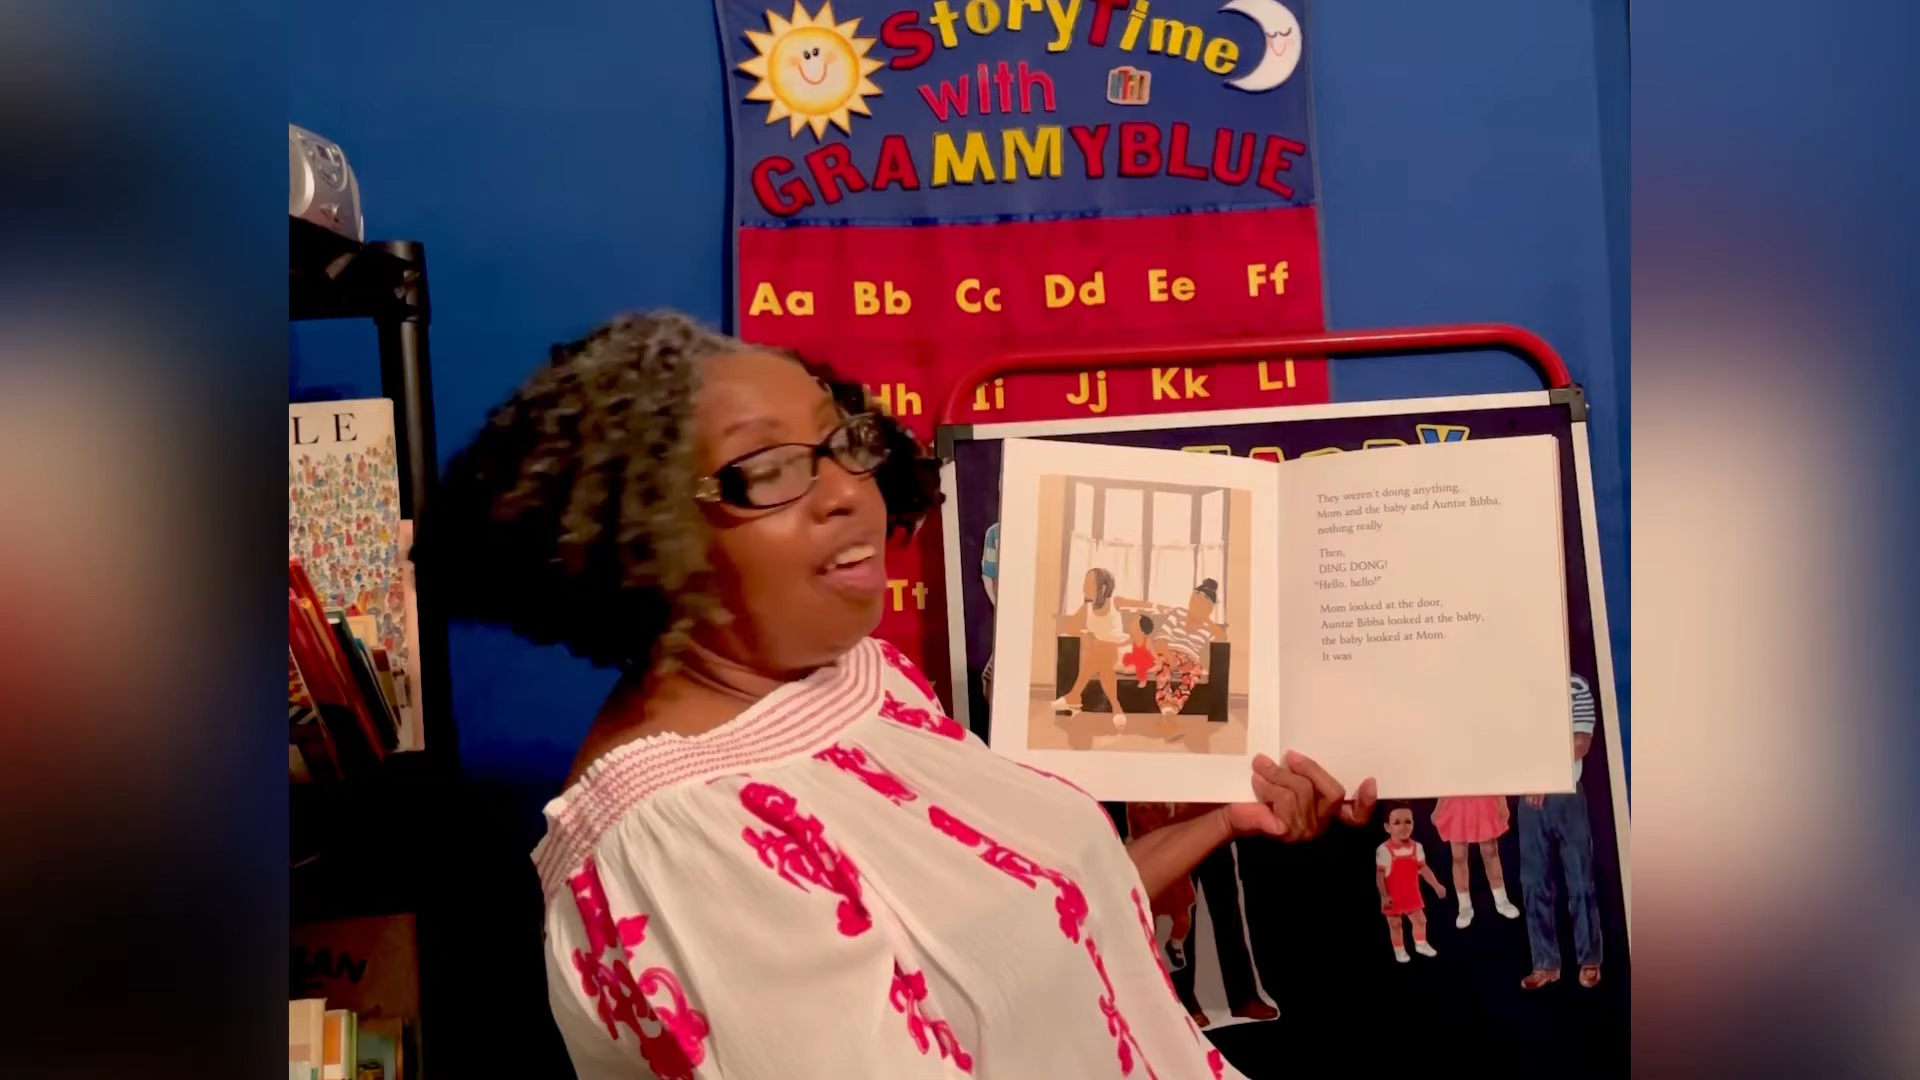 StoryTime
with
GRAMMYBLUE
Aa Bb Cc Dd Ee Ff
Hh Ii Jj Kk Ll
Tt
LE
They weren't doing anything,
Mom and the baby and Auntie Bibba,
nothing really
Then,
DING DONG!
"Hello, hello!"
Mom looked at the door,
Auntie Bibba looked at the baby,
the baby looked at Mom.
It was